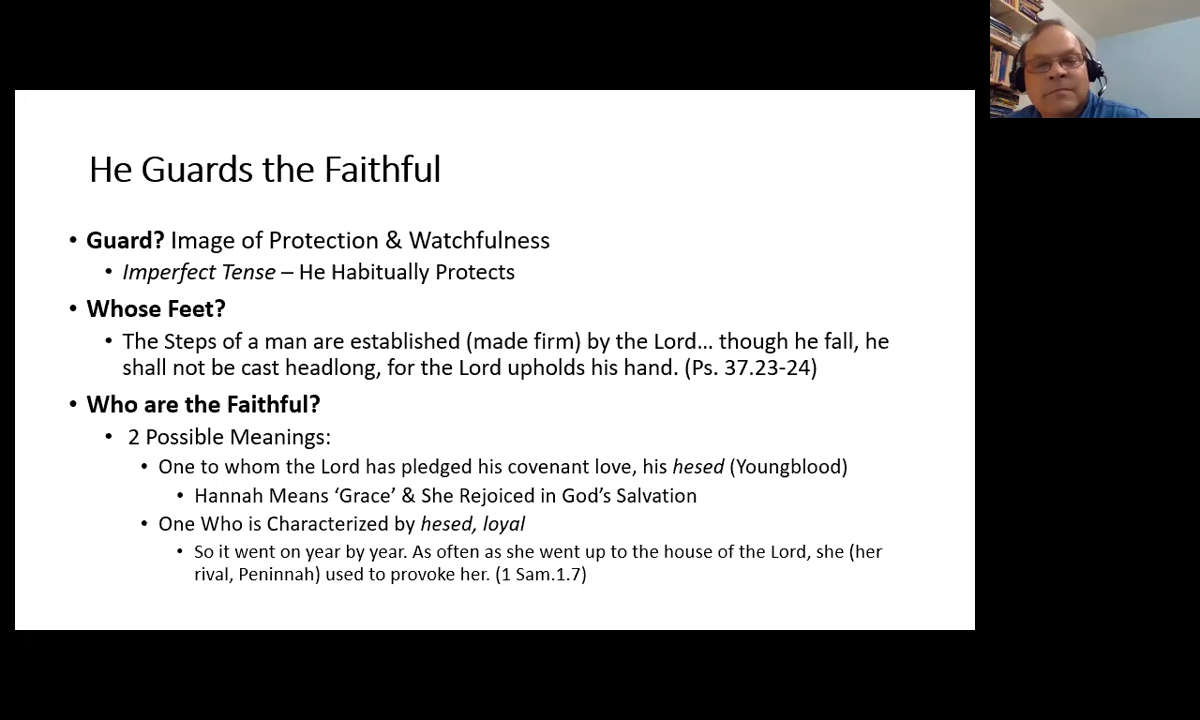 He Guards the Faithful
• Guard? Image of Protection & Watchfulness
• Imperfect Tense – He Habitually Protects
• Whose Feet?
• The Steps of a man are established (made firm) by the Lord… though he fall, he
shall not be cast headlong, for the Lord upholds his hand. (Ps. 37.23-24)
• Who are the Faithful?
• 2 Possible Meanings:
• One to whom the Lord has pledged his covenant love, his hesed (Youngblood)
• Hannah Means ‘Grace’ & She Rejoiced in God’s Salvation
• One Who is Characterized by hesed, loyal
• So it went on year by year. As often as she went up to the house of the Lord, she (her
rival, Peninnah) used to provoke her. (1 Sam.1.7)